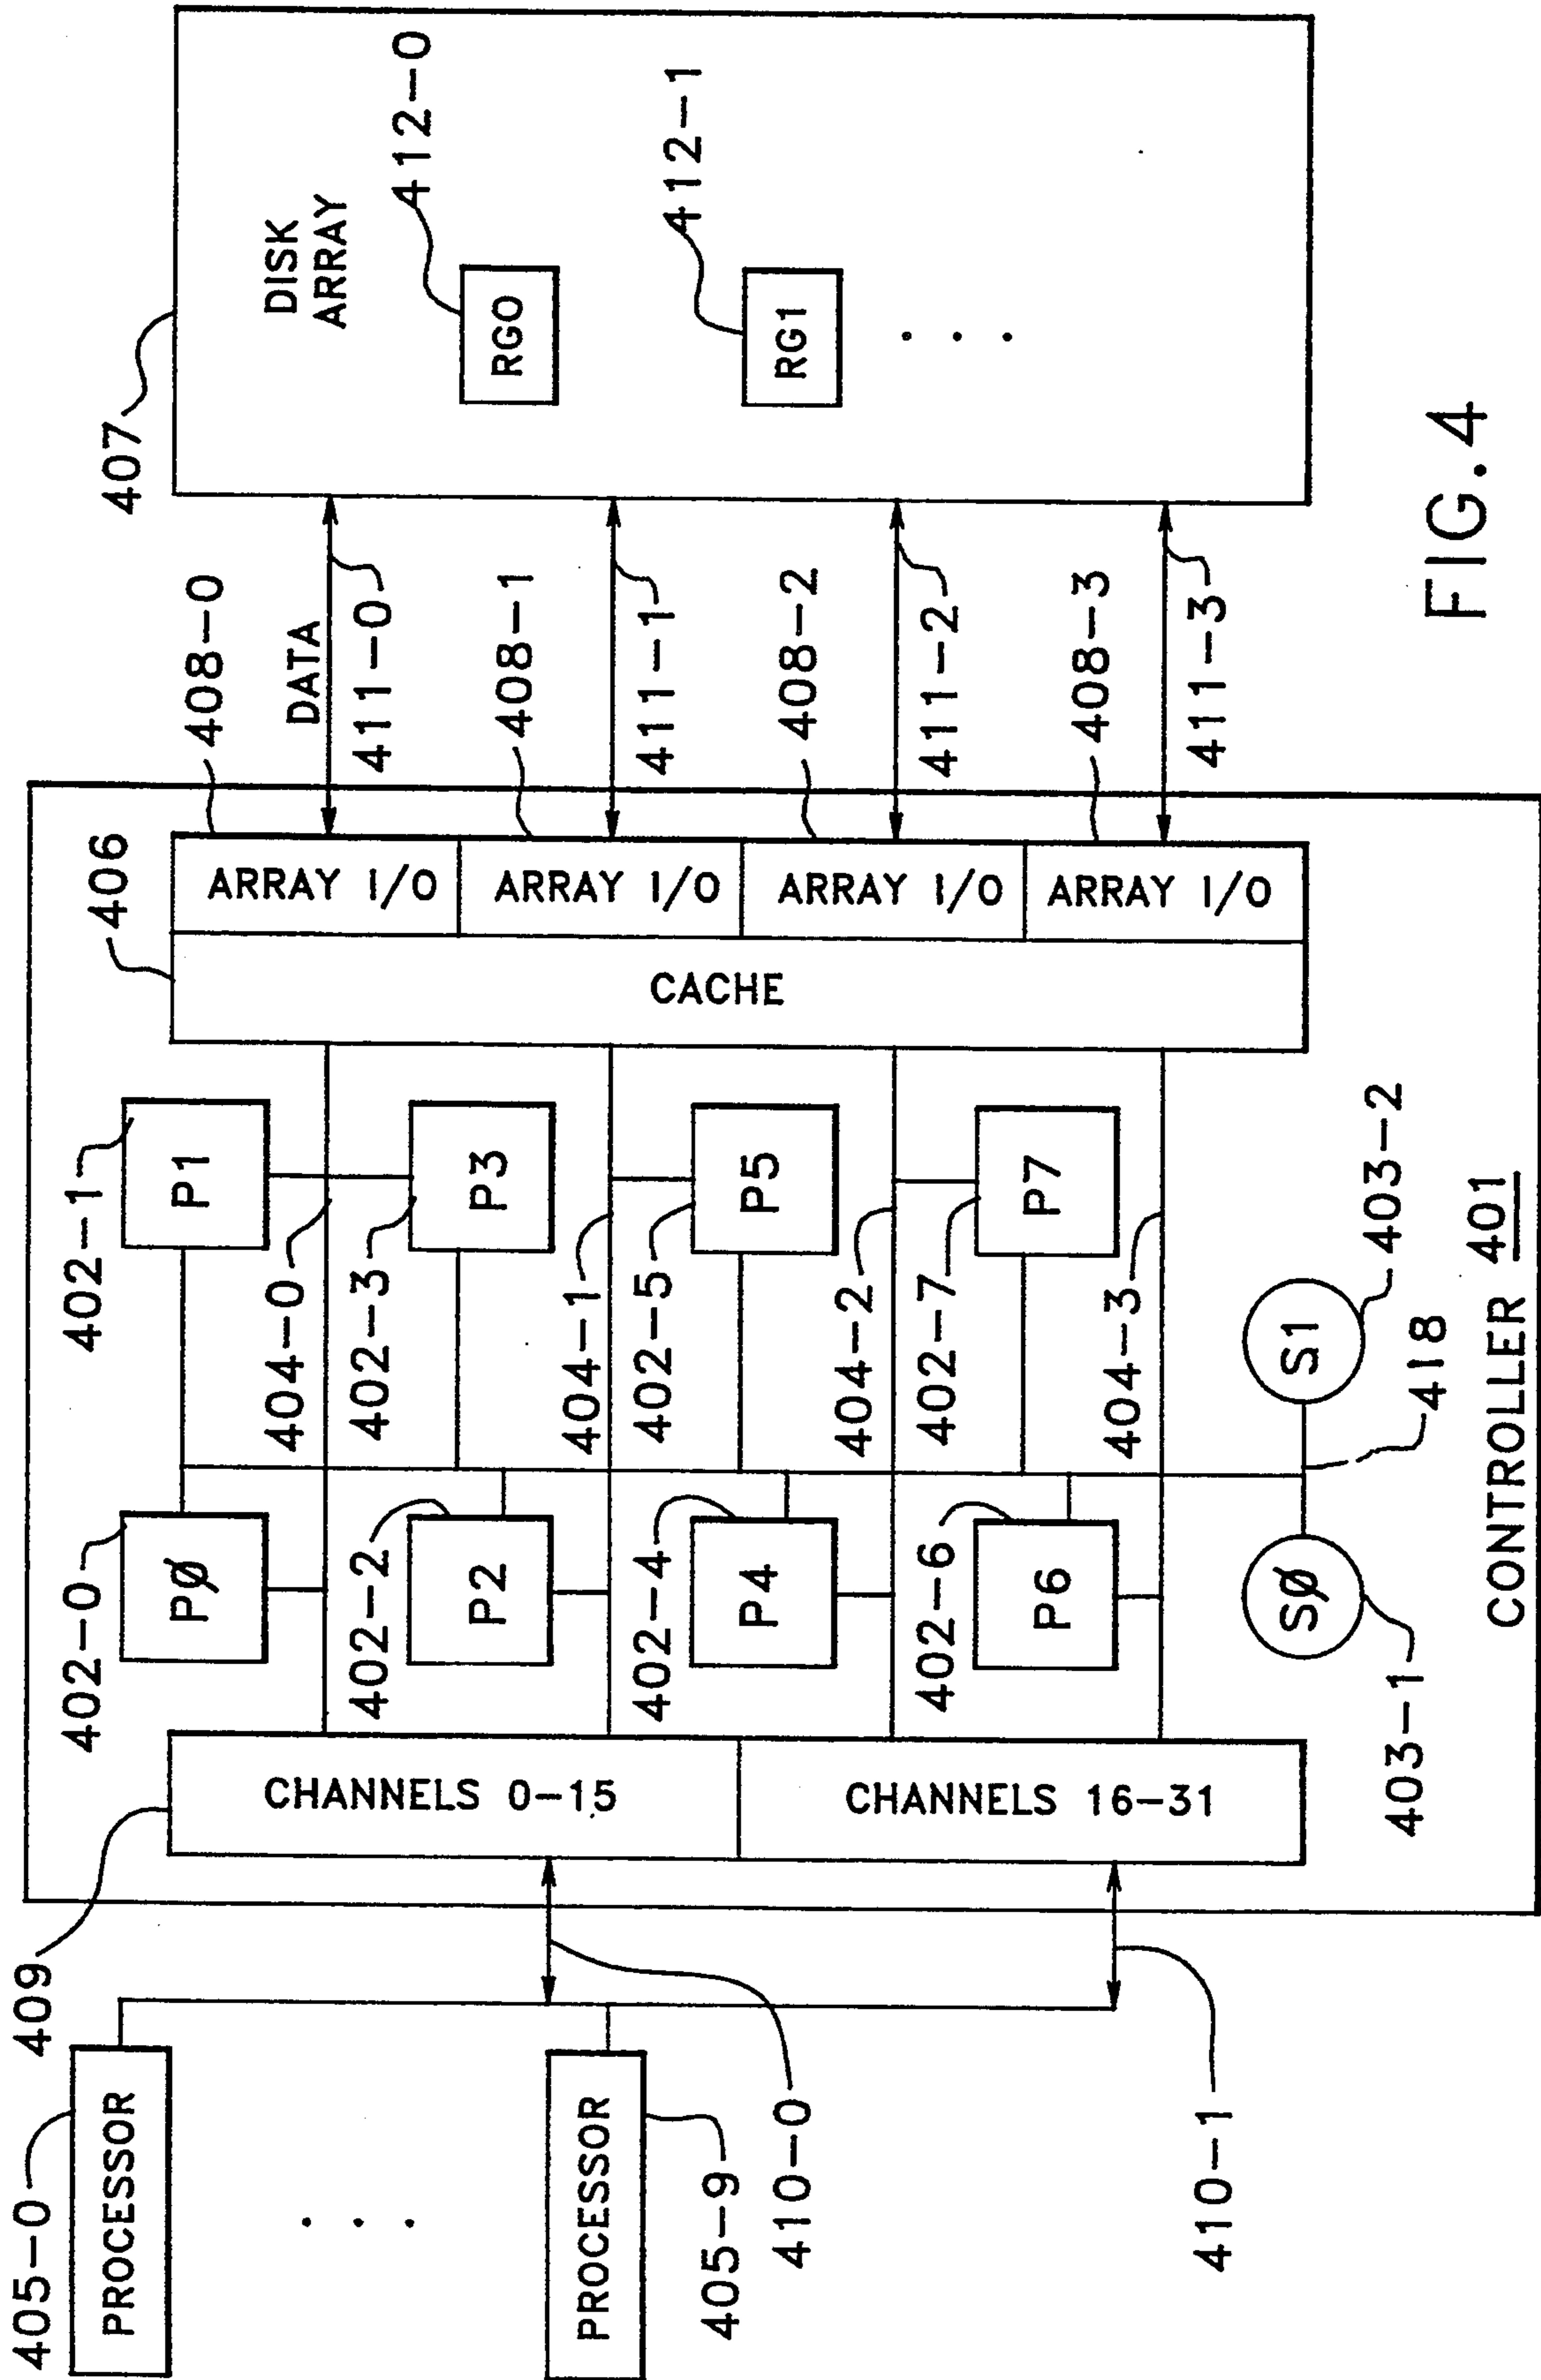 405-0
PROCESSOR
. . .
PROCESSOR
405-9
410-0
410-1
409
CHANNELS 0-15
CHANNELS 16-31
402-0
PØ
402-1
P1
404-0
402-2
P2
402-3
P3
404-1
402-4
P4
402-5
P5
404-2
402-6
P6
402-7
P7
404-3
SØ
403-1
S1
403-2
418
CONTROLLER 401
406
CACHE
ARRAY I/O
ARRAY I/O
ARRAY I/O
ARRAY I/O
408-0
DATA
411-0
408-1
411-1
408-2
411-2
408-3
411-3
407
DISK
ARRAY
412-0
RG0
412-1
RG1
. . .
FIG.4